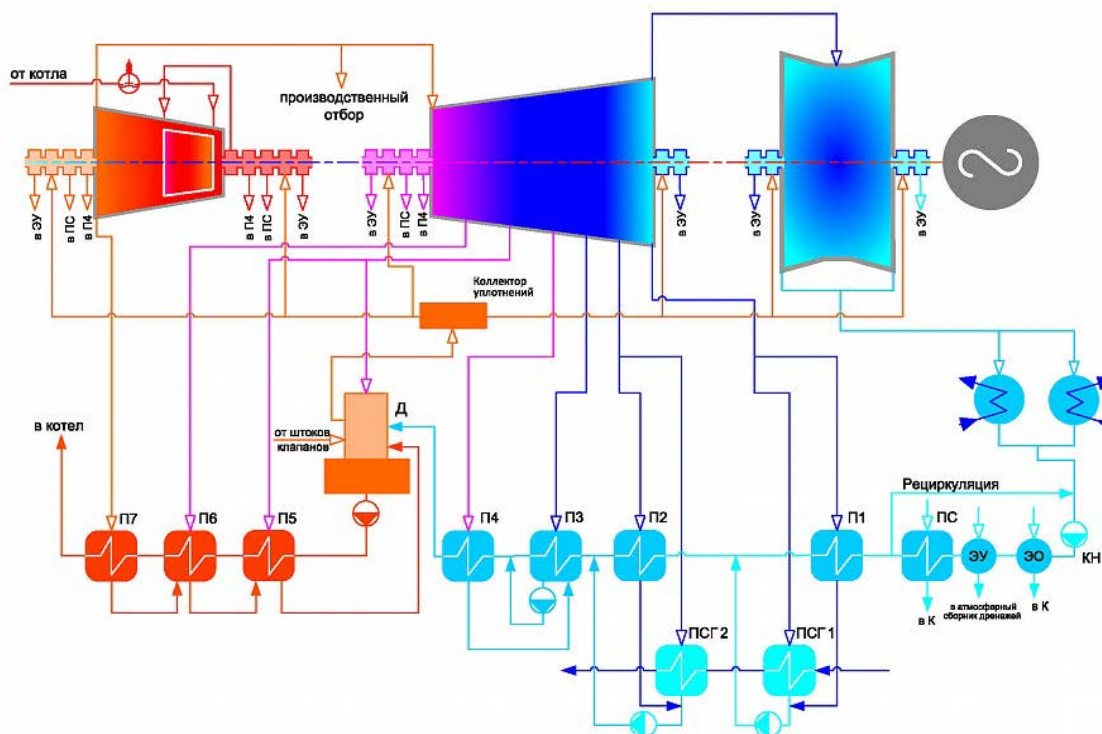 от котла
производственный
отбор
в ЭУ
в ПС
в П4
в П4
в ПС
в ЭУ
в ЭУ
в ПС
в П4
в ЭУ
в ЭУ
в ЭУ
Коллектор
уплотнений
Д
от штоков
клапанов
в котел
Рециркуляция
П7
П6
П5
П4
П3
П2
П1
ПС
ЭУ
ЭО
КН
в К
в атмосферный
сборник дренажей
в К
ПСГ 2
ПСГ 1